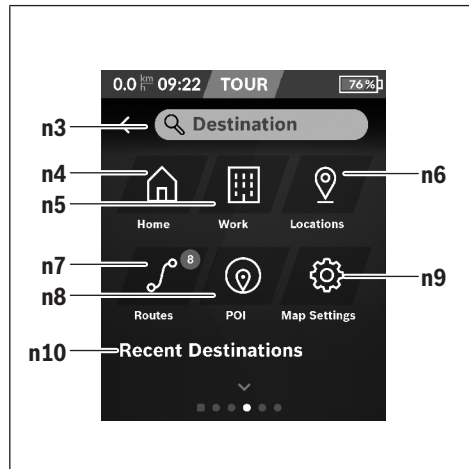 0.0 km/h 09:22 TOUR 76%
n3 Destination
n4 n6
n5
Home Work Locations
n7 8
n8 n9
Routes POI Map Settings
n10 Recent Destinations